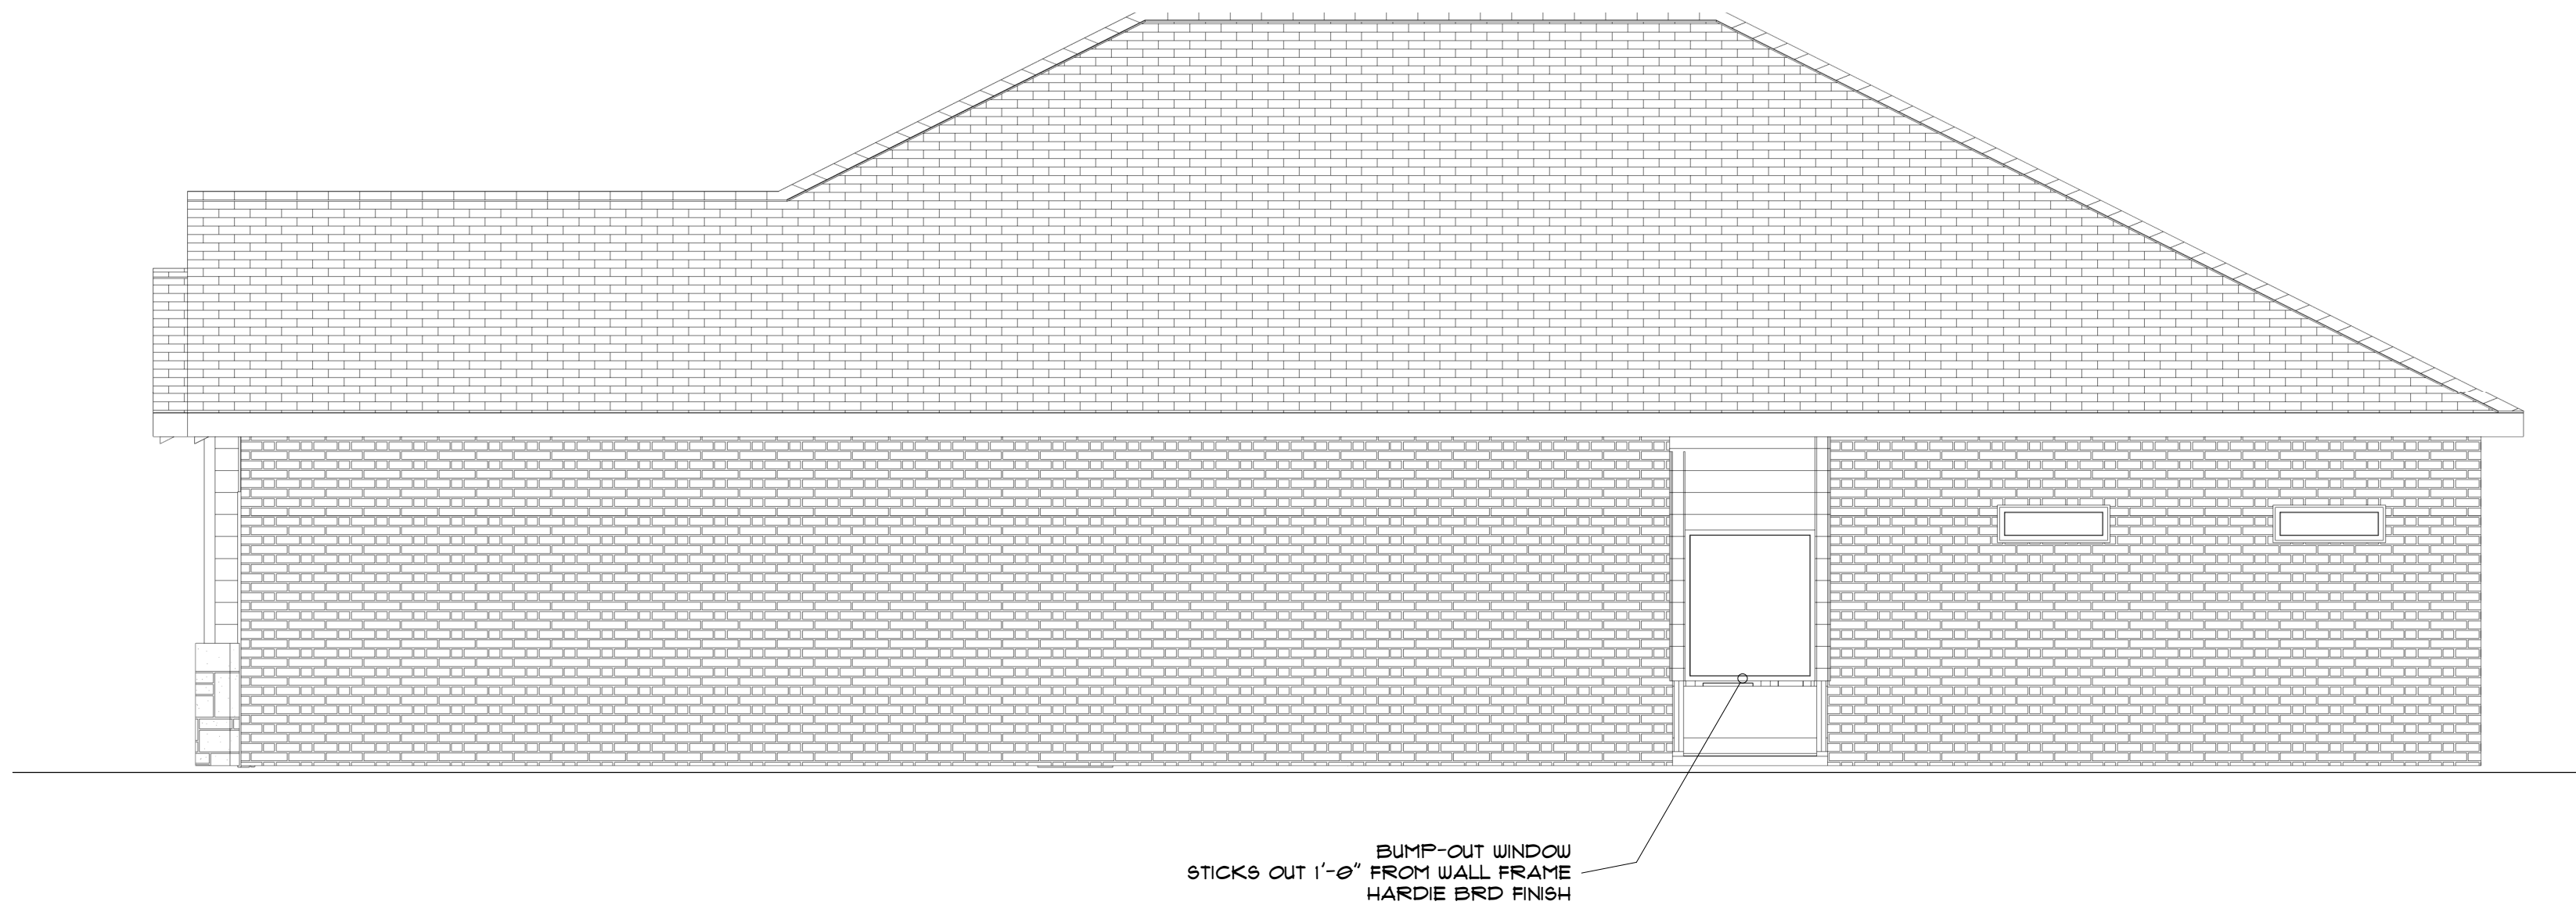 BUMP-OUT WINDOW
STICKS OUT 1'-0" FROM WALL FRAME
HARDIE BRD FINISH